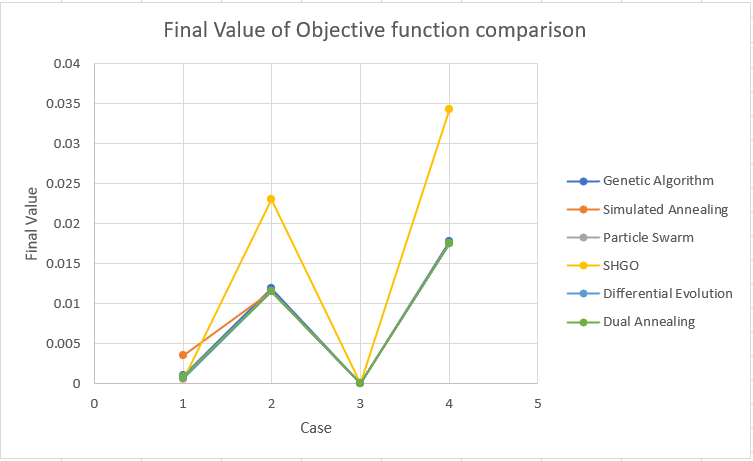 Final Value of Objective function comparison
0.04
0.035
0.03
0.025
0.02
0.015
0.01
0.005
0
Final Value
0 1 2 3 4 5
Case
Genetic Algorithm
Simulated Annealing
Particle Swarm
SHGO
Differential Evolution
Dual Annealing